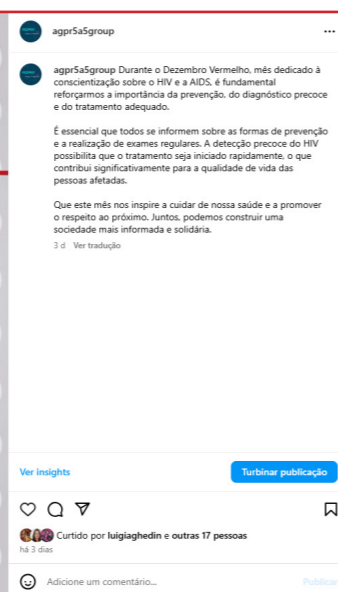 agpr5a5group
agpr5a5group Durante o Dezembro Vermelho, mês dedicado à
conscientização sobre o HIV e a AIDS, é fundamental
reforçarmos a importância da prevenção, do diagnóstico precoce
e do tratamento adequado.
É essencial que todos se informem sobre as formas de prevenção
e a realização de exames regulares. A detecção precoce do HIV
possibilita que o tratamento seja iniciado rapidamente, o que
contribui significativamente para a qualidade de vida das
pessoas afetadas.
Que este mês nos inspire a cuidar de nossa saúde e a promover
o respeito ao próximo. Juntos, podemos construir uma
sociedade mais informada e solidária.
3 d Ver tradução
Ver insights
Turbinar publicação
Curtido por luigiaghedin e outras 17 pessoas
há 3 dias
Adicione um comentário...
Publicar